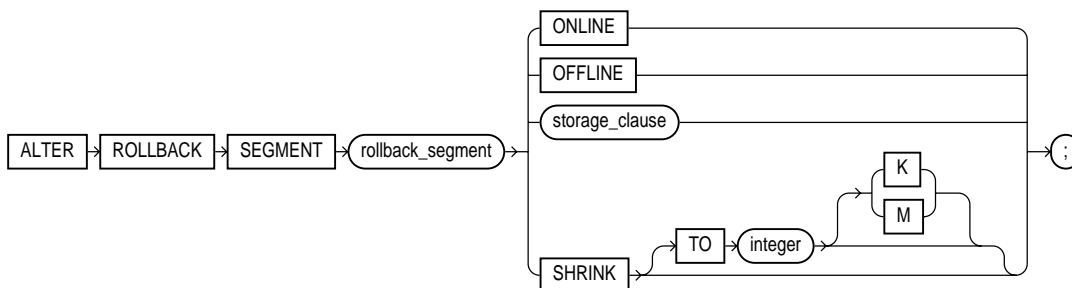 ONLINE
OFFLINE
storage_clause
ALTER ROLLBACK SEGMENT rollback_segment ;
K
M
TO integer
SHRINK